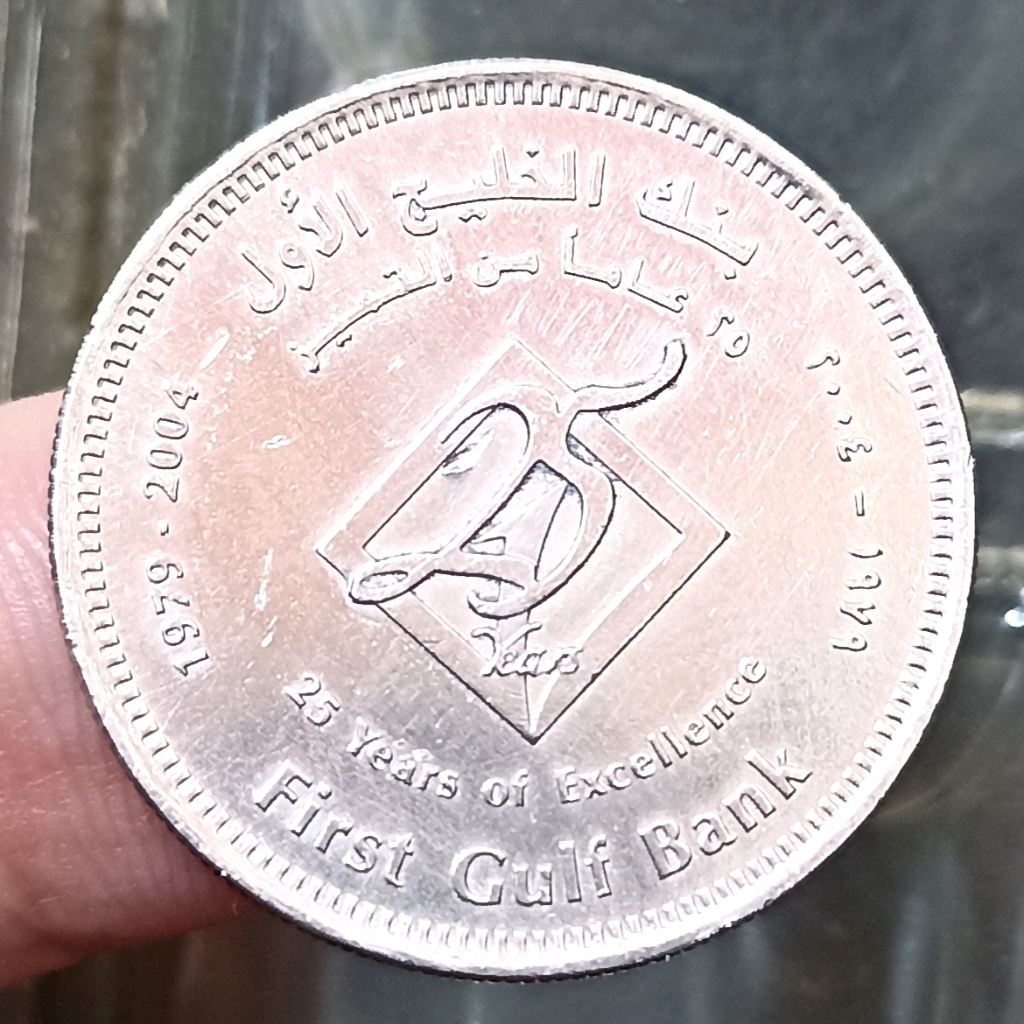 بنك الخليج الأول
٢٥ عاماً من التميز
1979 - 2004
١٩٧٩ – ٢٠٠٤
25
Years
25 Years of Excellence
First Gulf Bank